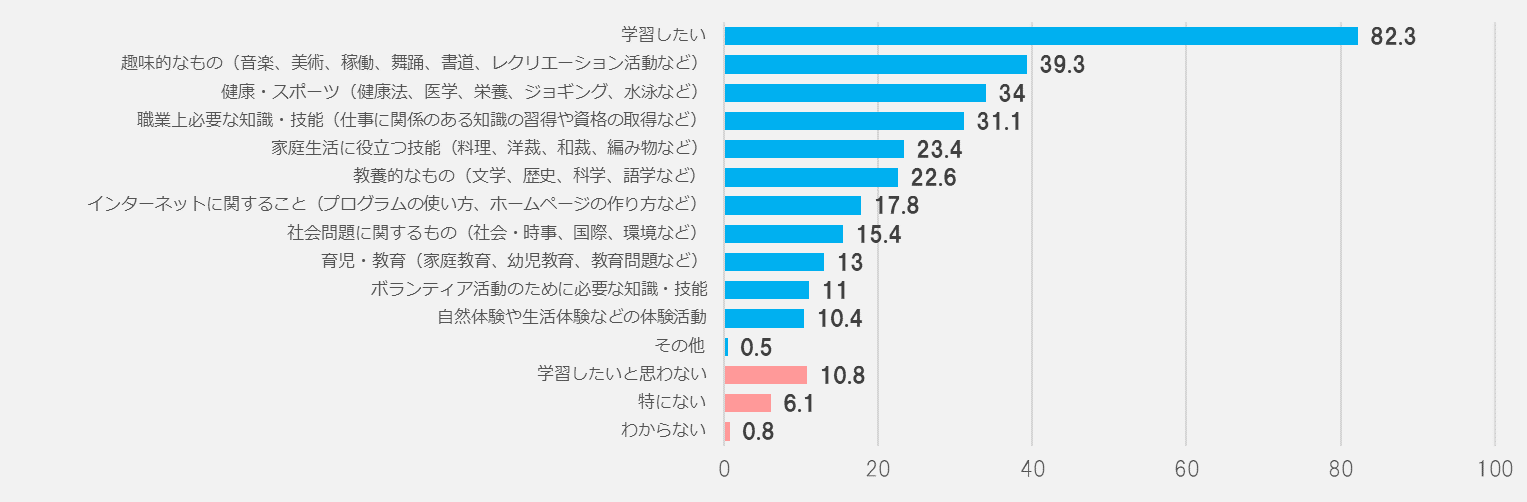 学習したい 82.3
趣味的なもの（音楽、美術、稼働、舞踊、書道、レクリエーション活動など） 39.3
健康・スポーツ（健康法、医学、栄養、ジョギング、水泳など） 34
職業上必要な知識・技能（仕事に関係のある知識の習得や資格の取得など） 31.1
家庭生活に役立つ技能（料理、洋裁、和裁、編み物など） 23.4
教養的なもの（文学、歴史、科学、語学など） 22.6
インターネットに関すること（プログラムの使い方、ホームページの作り方など） 17.8
社会問題に関するもの（社会・時事、国際、環境など） 15.4
育児・教育（家庭教育、幼児教育、教育問題など） 13
ボランティア活動のために必要な知識・技能 11
自然体験や生活体験などの体験活動 10.4
その他 0.5
学習したいと思わない 10.8
特にない 6.1
わからない 0.8
0 20 40 60 80 100